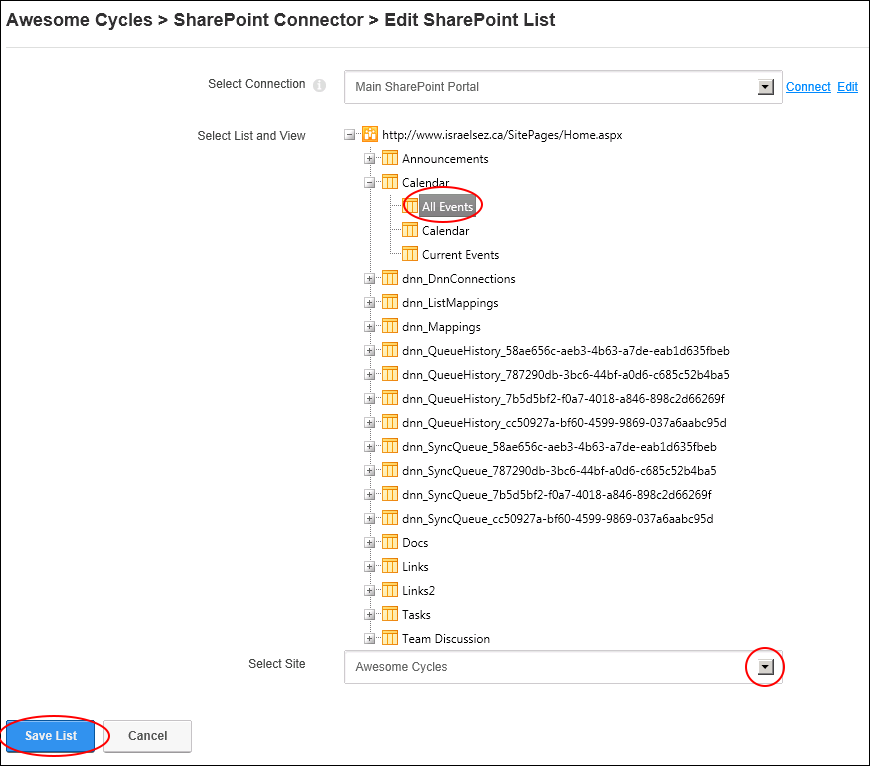 Awesome Cycles > SharePoint Connector > Edit SharePoint List
Select Connection
Main SharePoint Portal
Connect Edit
Select List and View
http://www.israelsez.ca/SitePages/Home.aspx
Announcements
Calendar
All Events
Calendar
Current Events
dnn_DnnConnections
dnn_ListMappings
dnn_Mappings
dnn_QueueHistory_58ae656c-aeb3-4b63-a7de-eab1d635fbeb
dnn_QueueHistory_787290db-3bc6-44bf-a0d6-c685c52b4ba5
dnn_QueueHistory_7b5d5bf2-f0a7-4018-a846-898c2d66269f
dnn_QueueHistory_cc50927a-bf60-4599-9869-037a6aabc95d
dnn_SyncQueue_58ae656c-aeb3-4b63-a7de-eab1d635fbeb
dnn_SyncQueue_787290db-3bc6-44bf-a0d6-c685c52b4ba5
dnn_SyncQueue_7b5d5bf2-f0a7-4018-a846-898c2d66269f
dnn_SyncQueue_cc50927a-bf60-4599-9869-037a6aabc95d
Docs
Links
Links2
Tasks
Team Discussion
Select Site
Awesome Cycles
Save List
Cancel